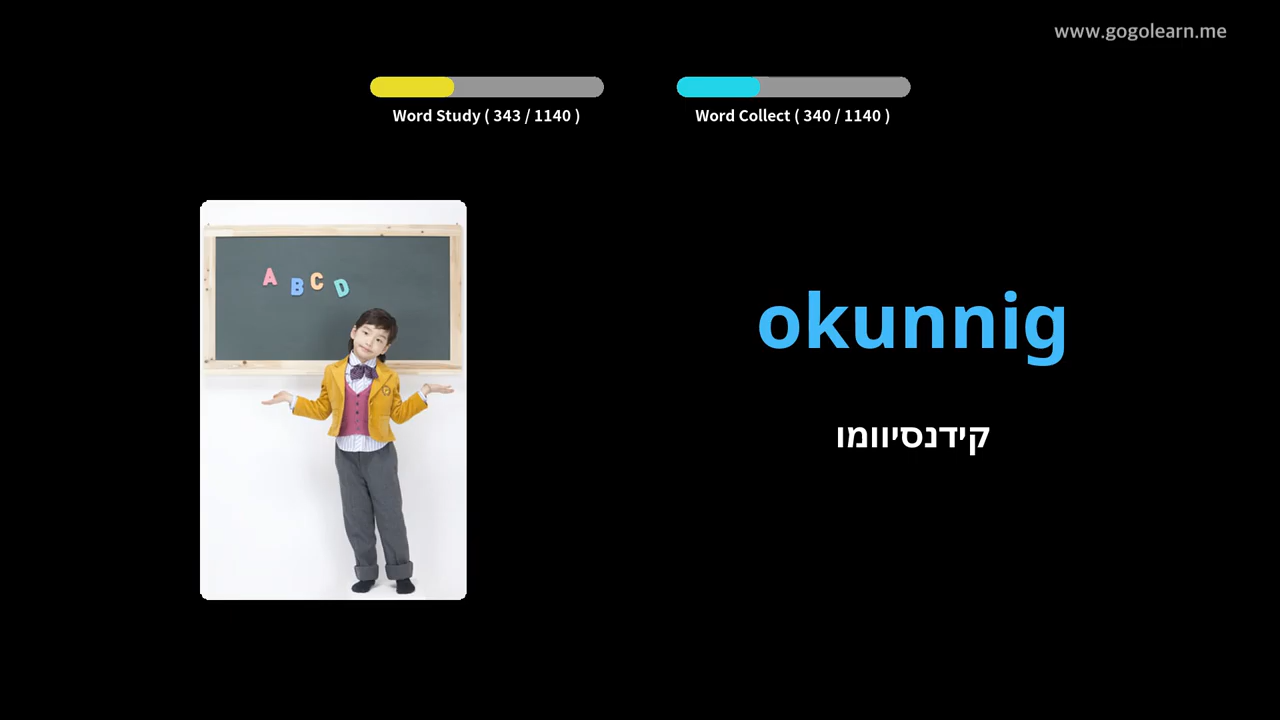 www.gogolearn.me
Word Study ( 343 / 1140 )
Word Collect ( 340 / 1140 )
A B C D
okunnig
קידנסיוומו